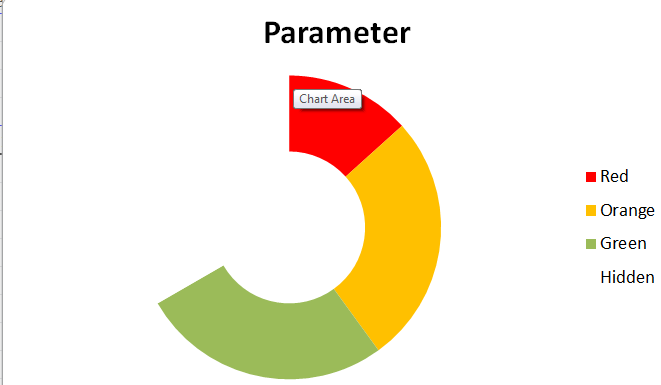 Parameter
Chart Area
Red
Orange
Green
Hidden